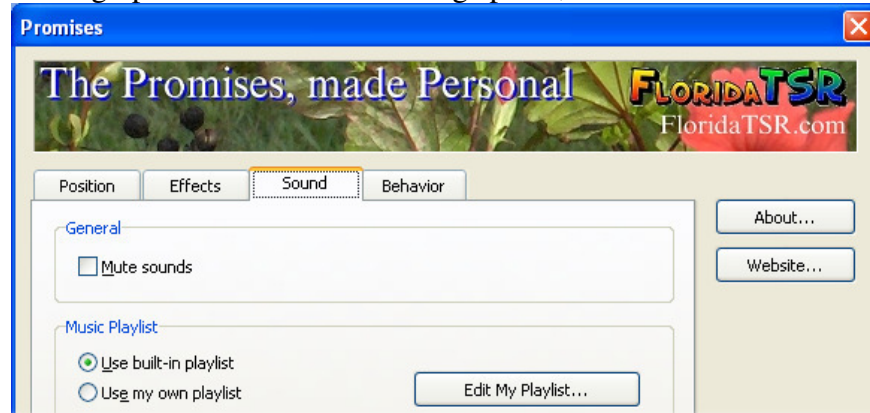 Promises
The Promises, made Personal
FLORIDATSR
FloridaTSR.com
Position Effects Sound Behavior
About...
General
Mute sounds
Website...
Music Playlist
Use built-in playlist
Use my own playlist Edit My Playlist...